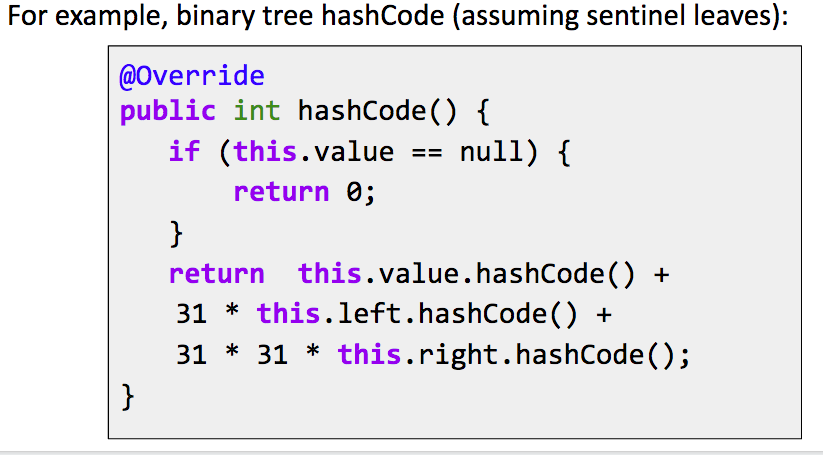 For example, binary tree hashCode (assuming sentinel leaves):
@Override
public int hashCode() {
if (this.value == null) {
return 0;
}
return this.value.hashCode() +
31 * this.left.hashCode() +
31 * 31 * this.right.hashCode();
}